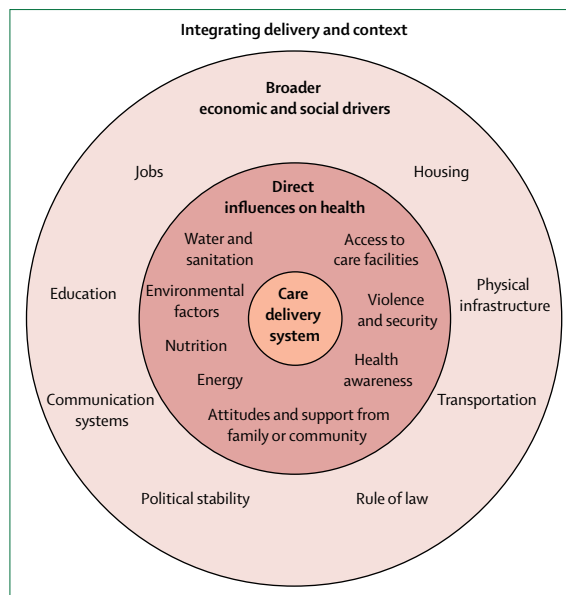 Integrating delivery and context
Broader
economic and social drivers
Jobs
Housing
Direct
influences on health
Water and
sanitation
Access to
care facilities
Education
Environmental
factors
Care
delivery
system
Violence
and security
Physical
infrastructure
Nutrition
Energy
Health
awareness
Communication
systems
Attitudes and support from
family or community
Transportation
Political stability
Rule of law